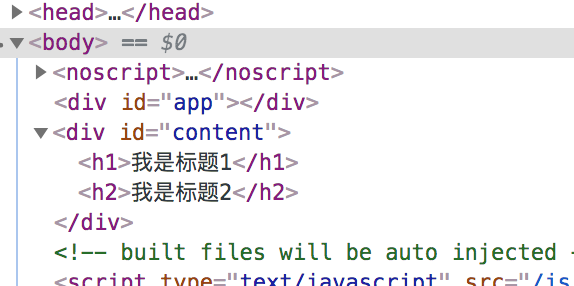 <head>…</head>
<body> == $0
<noscript>…</noscript>
<div id="app"></div>
<div id="content">
<h1>我是标题1</h1>
<h2>我是标题2</h2>
</div>
<!-- built files will be auto injected
<script type="text/javascript" src="/js